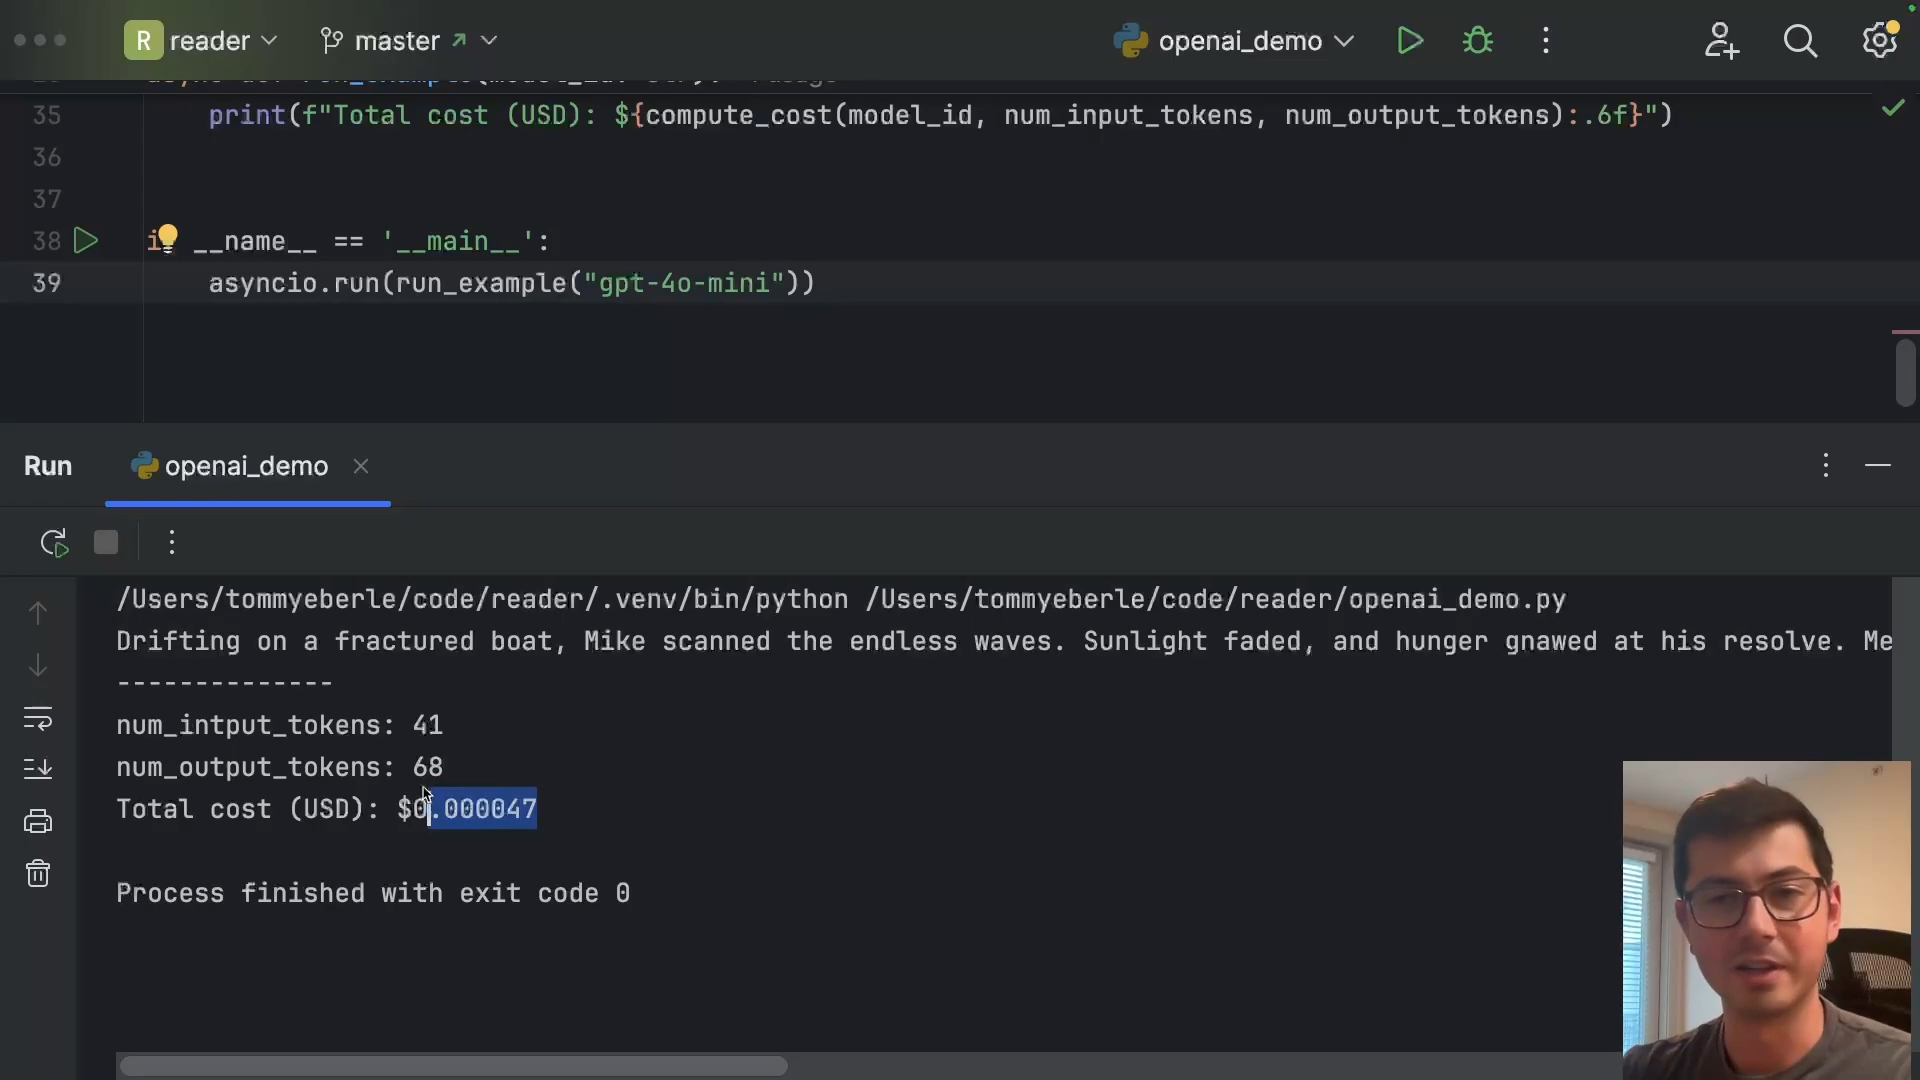 R reader master openai_demo
35 print(f"Total cost (USD): ${compute_cost(model_id, num_input_tokens, num_output_tokens):.6f}")
36
37
38 i __name__ == '__main__':
39 asyncio.run(run_example("gpt-4o-mini"))
Run openai_demo
/Users/tommyeberle/code/reader/.venv/bin/python /Users/tommyeberle/code/reader/openai_demo.py
Drifting on a fractured boat, Mike scanned the endless waves. Sunlight faded, and hunger gnawed at his resolve. Me
--------------
num_intput_tokens: 41
num_output_tokens: 68
Total cost (USD): $0.000047
Process finished with exit code 0